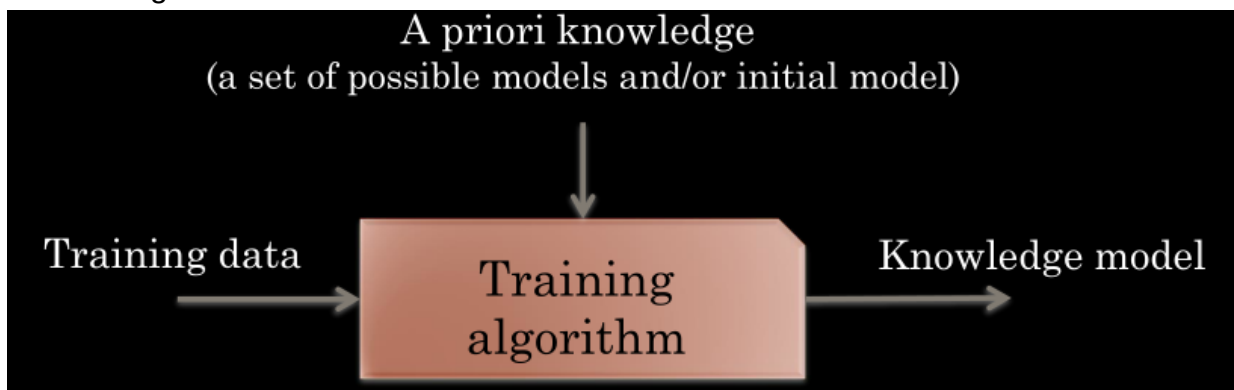 A priori knowledge
(a set of possible models and/or initial model)
Training data
Training
algorithm
Knowledge model